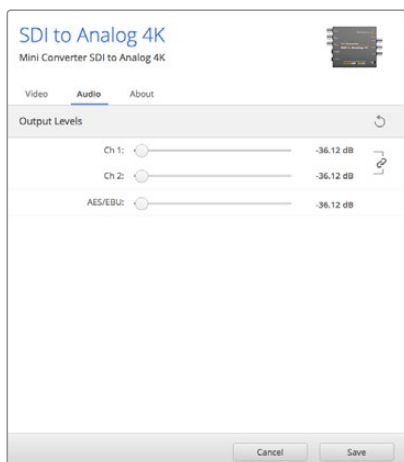 SDI to Analog 4K
Mini Converter SDI to Analog 4K
Video Audio About
Output Levels
Ch 1: -36.12 dB
Ch 2: -36.12 dB
AES/EBU: -36.12 dB
Cancel Save